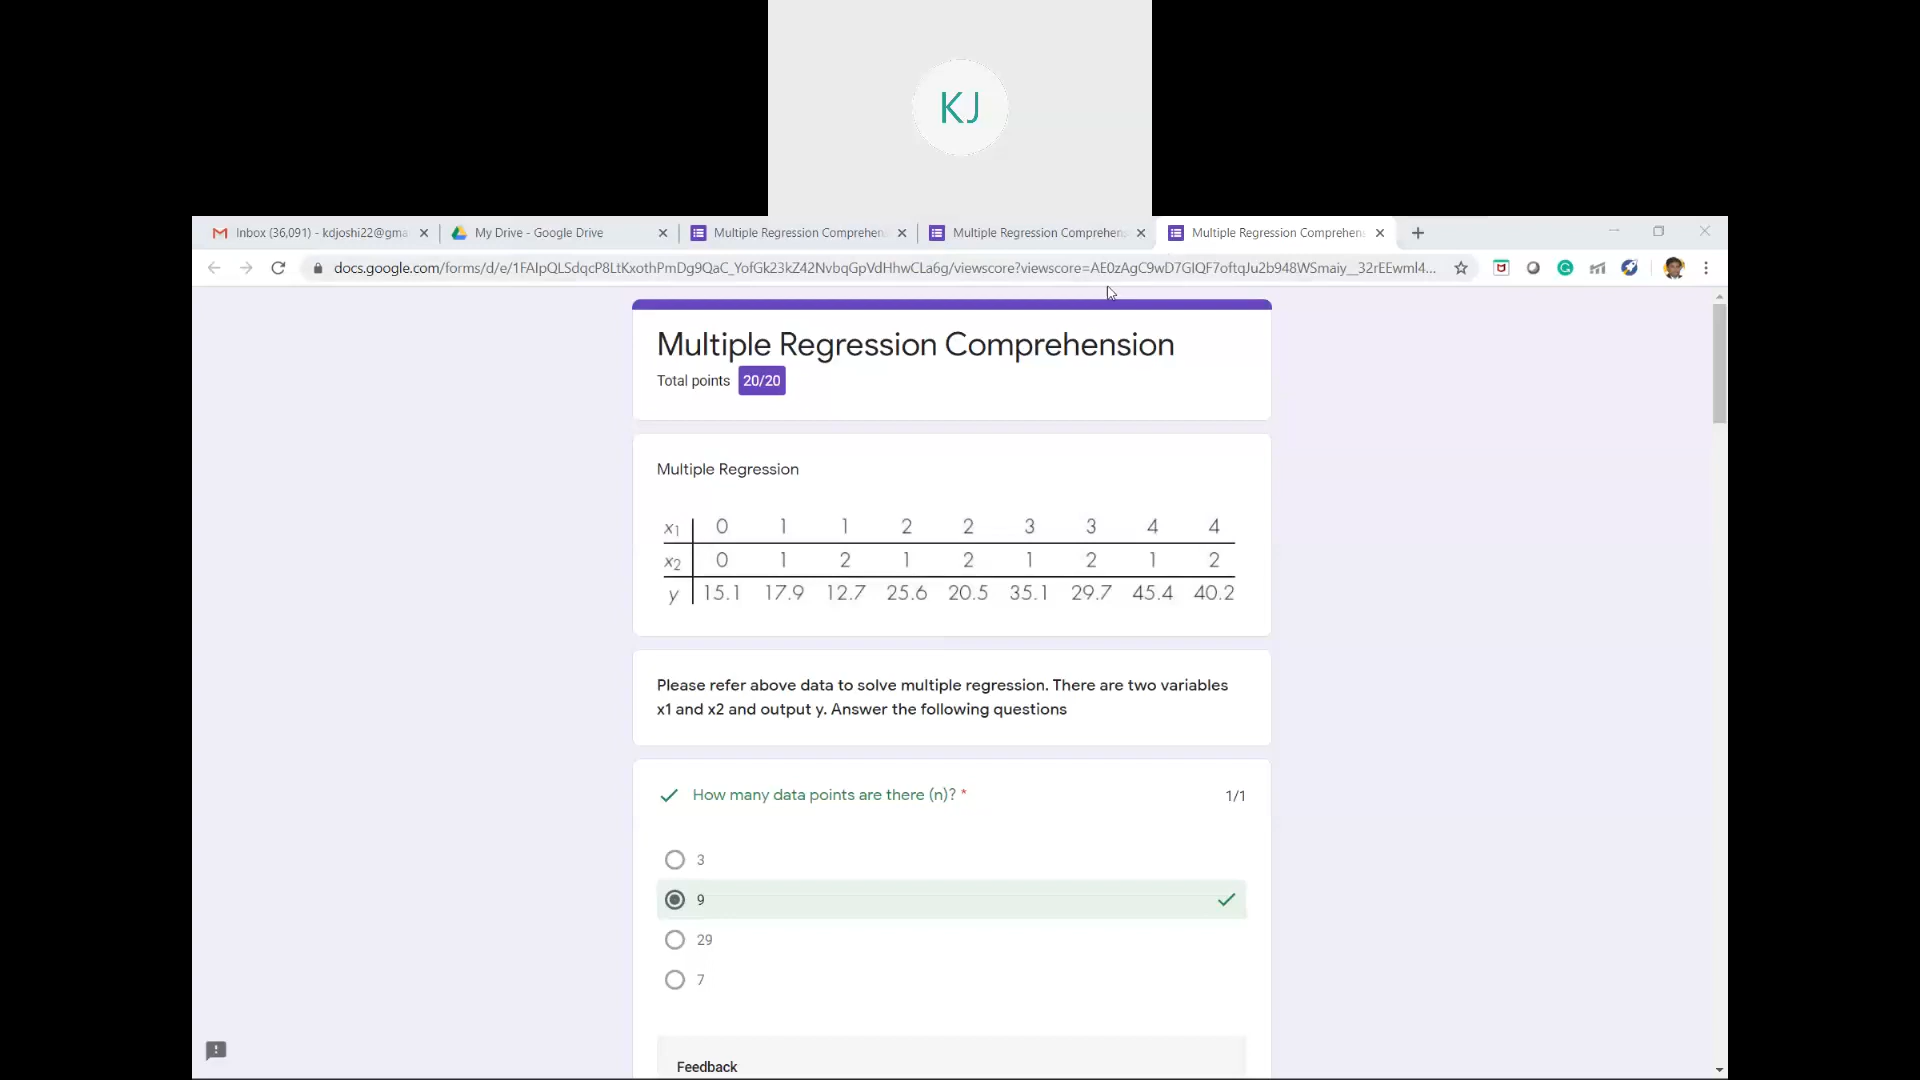 KJ
Inbox (36,091) - kdjoshi22@gma
My Drive - Google Drive
Multiple Regression Comprehen
Multiple Regression Comprehen
Multiple Regression Comprehen
docs.google.com/forms/d/e/1FAIpQLSdqcP8LtKxothPmDg9QaC_YofGk23kZ42NvbqGpVdHhwCLa6g/viewscore?viewscore=AE0zAgC9wD7GIQF7oftqJu2b948WSmaiy__32rEEwml4...
Multiple Regression Comprehension
Total points 20/20
Multiple Regression
x1 0 1 1 2 2 3 3 4 4
x2 0 1 2 1 2 1 2 1 2
y 15.1 17.9 12.7 25.6 20.5 35.1 29.7 45.4 40.2
Please refer above data to solve multiple regression. There are two variables
x1 and x2 and output y. Answer the following questions
How many data points are there (n)? * 1/1
3
9
29
7
Feedback